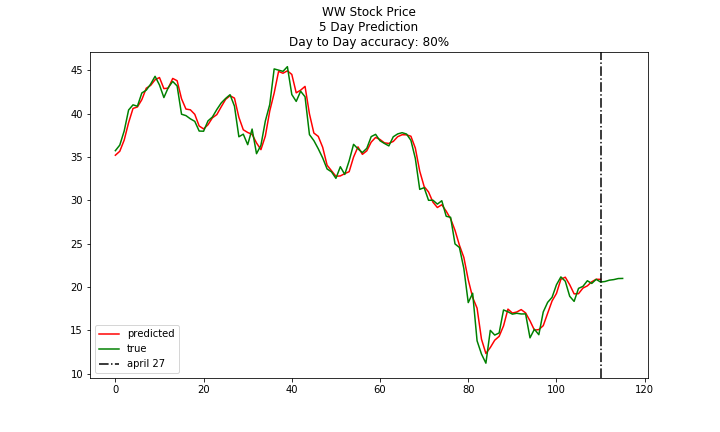 WW Stock Price
5 Day Prediction
Day to Day accuracy: 80%
45
40
35
30
25
20
15
10
predicted
true
april 27
0 20 40 60 80 100 120